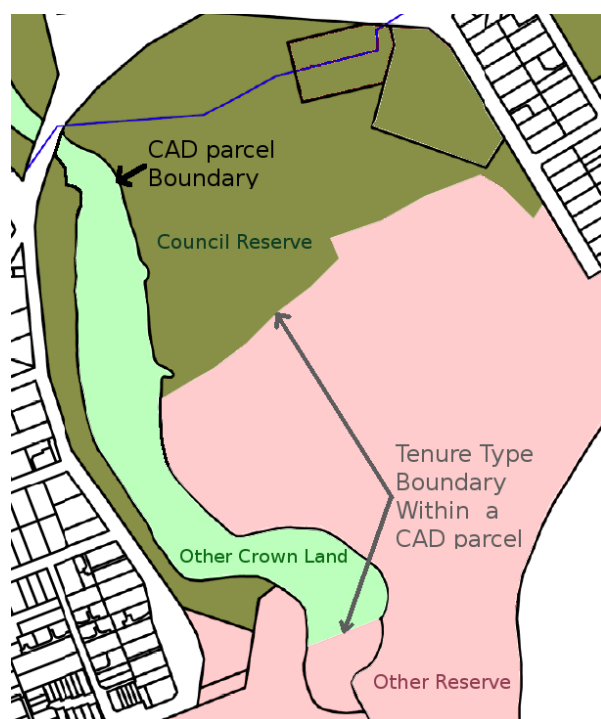 CAD parcel
Boundary
Council Reserve
Tenure Type
Boundary
Within a
CAD parcel
Other Crown Land
Other Reserve